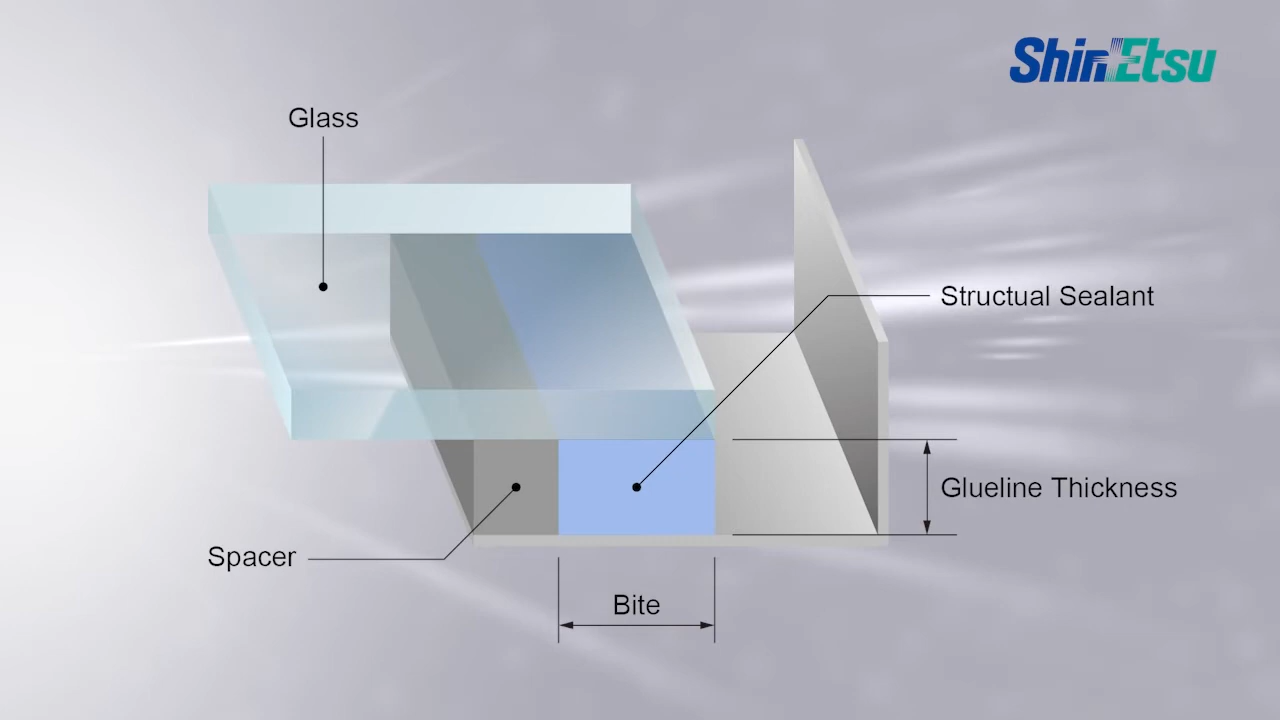 ShinEtsu
Glass
Structual Sealant
Glueline Thickness
Spacer
Bite